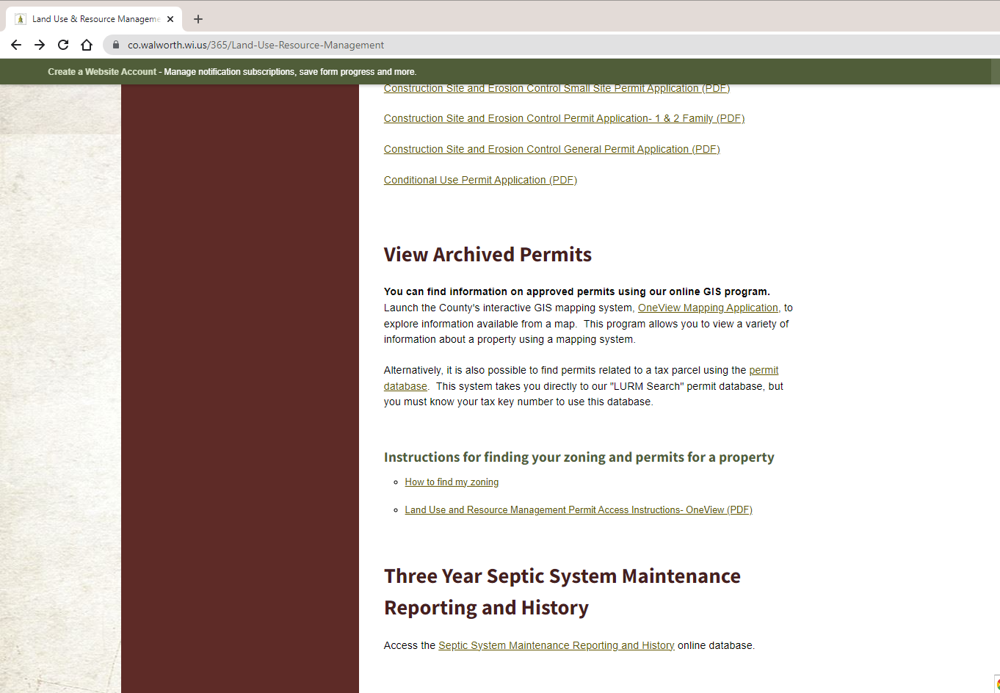 Land Use & Resource Manageme
co.walworth.wi.us/365/Land-Use-Resource-Management
Create a Website Account - Manage notification subscriptions, save form progress and more.
Construction Site and Erosion Control Small Site Permit Application (PDF)
Construction Site and Erosion Control Permit Application- 1 & 2 Family (PDF)
Construction Site and Erosion Control General Permit Application (PDF)
Conditional Use Permit Application (PDF)
View Archived Permits
You can find information on approved permits using our online GIS program.
Launch the County's interactive GIS mapping system, OneView Mapping Application, to
explore information available from a map.  This program allows you to view a variety of
information about a property using a mapping system.
Alternatively, it is also possible to find permits related to a tax parcel using the permit
database.  This system takes you directly to our "LURM Search" permit database, but
you must know your tax key number to use this database.
Instructions for finding your zoning and permits for a property
How to find my zoning
Land Use and Resource Management Permit Access Instructions- OneView (PDF)
Three Year Septic System Maintenance
Reporting and History
Access the Septic System Maintenance Reporting and History online database.